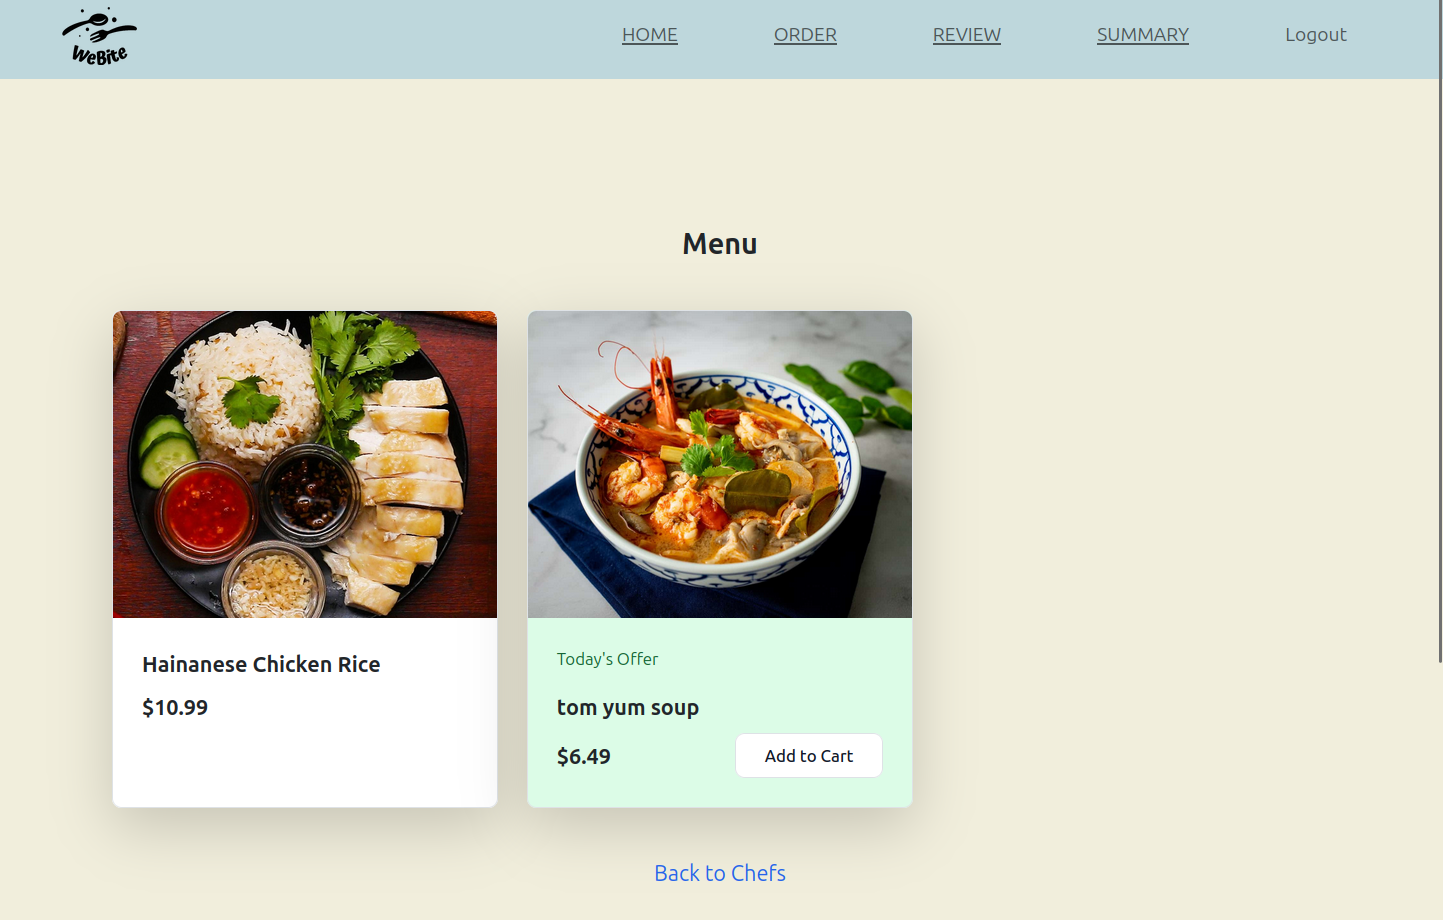 WeBite
HOME ORDER REVIEW SUMMARY Logout
Menu
Hainanese Chicken Rice
$10.99
Today's Offer
tom yum soup
$6.49 Add to Cart
Back to Chefs